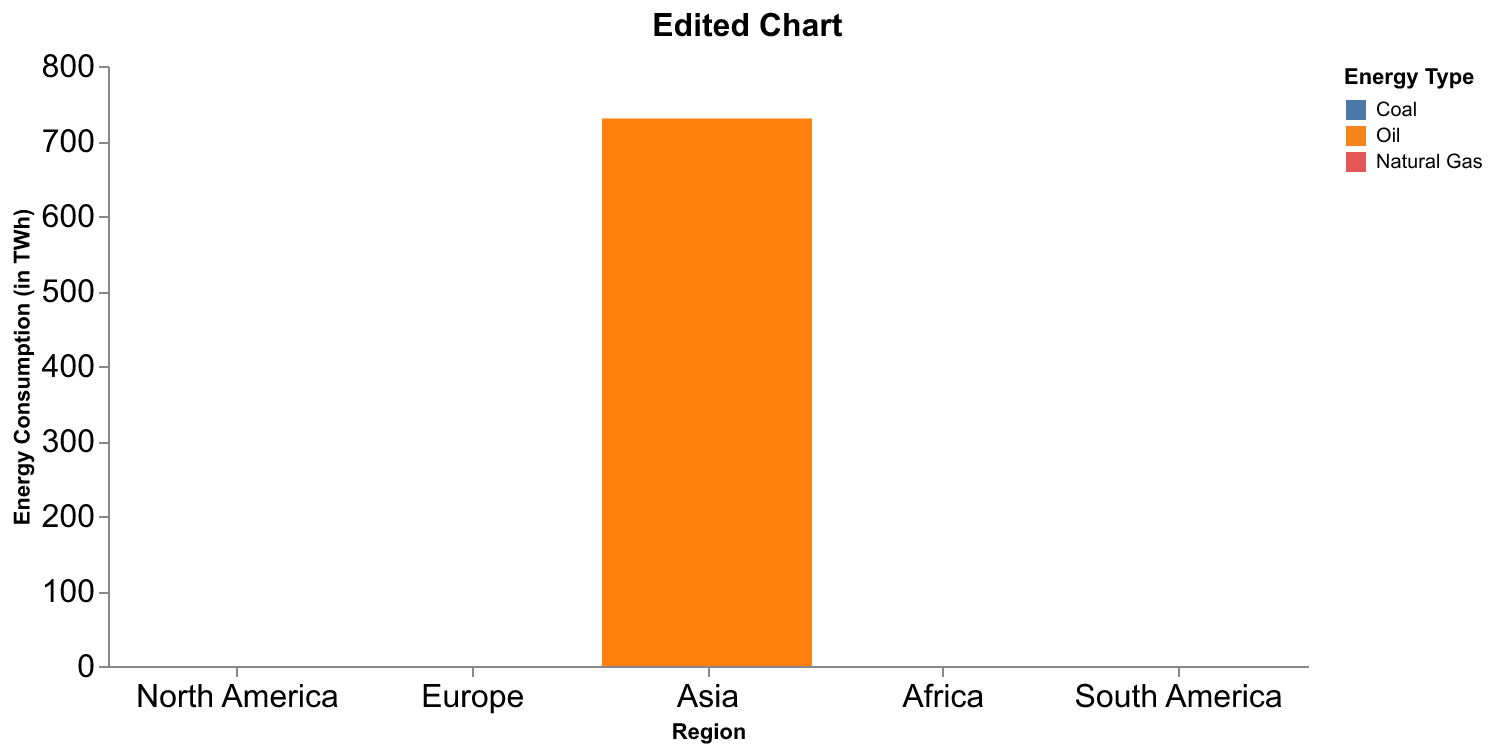 Edited Chart
Energy Consumption (in TWh)
800
700
600
500
400
300
200
100
0
North America
Europe
Asia
Africa
South America
Region
Energy Type
Coal
Oil
Natural Gas